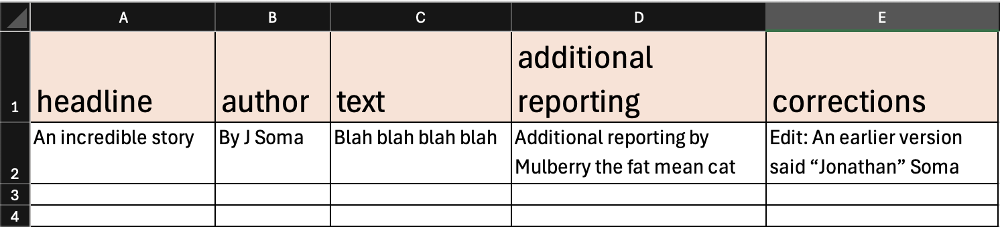 A B C D E
1 headline author text additional reporting corrections
2 An incredible story By J Soma Blah blah blah blah Additional reporting by Mulberry the fat mean cat Edit: An earlier version said “Jonathan” Soma
3
4